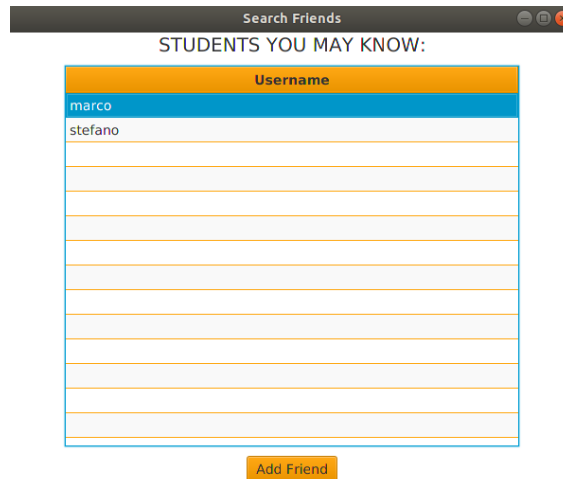 Search Friends
STUDENTS YOU MAY KNOW:
Username
marco
stefano
Add Friend